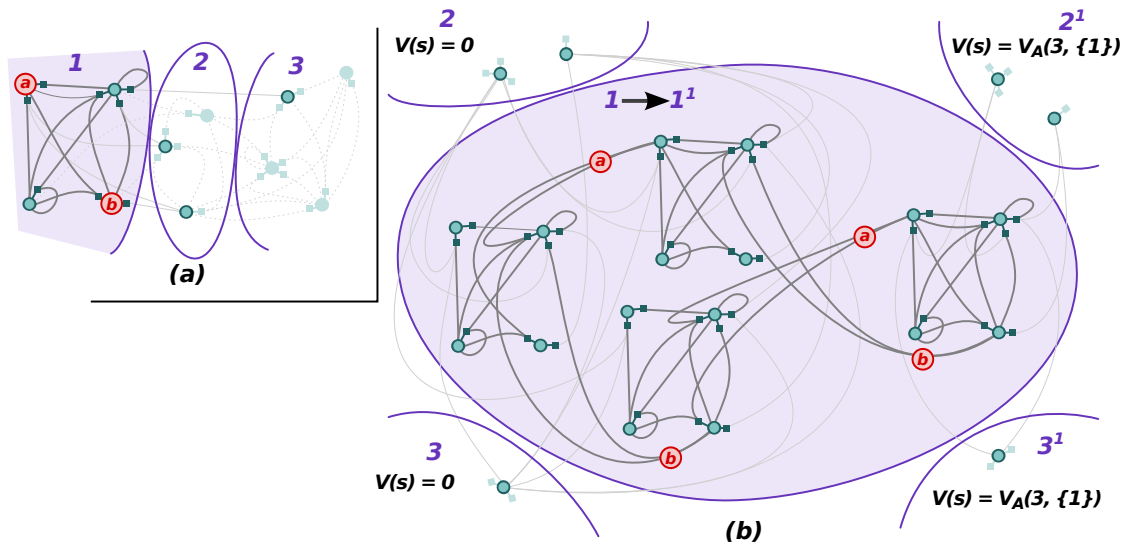 1
2
3
a
b
(a)
2
V(s) = 0
2¹
V(s) = V_A(3, {1})
1 → 1¹
a
a
b
b
3
V(s) = 0
3¹
V(s) = V_A(3, {1})
(b)